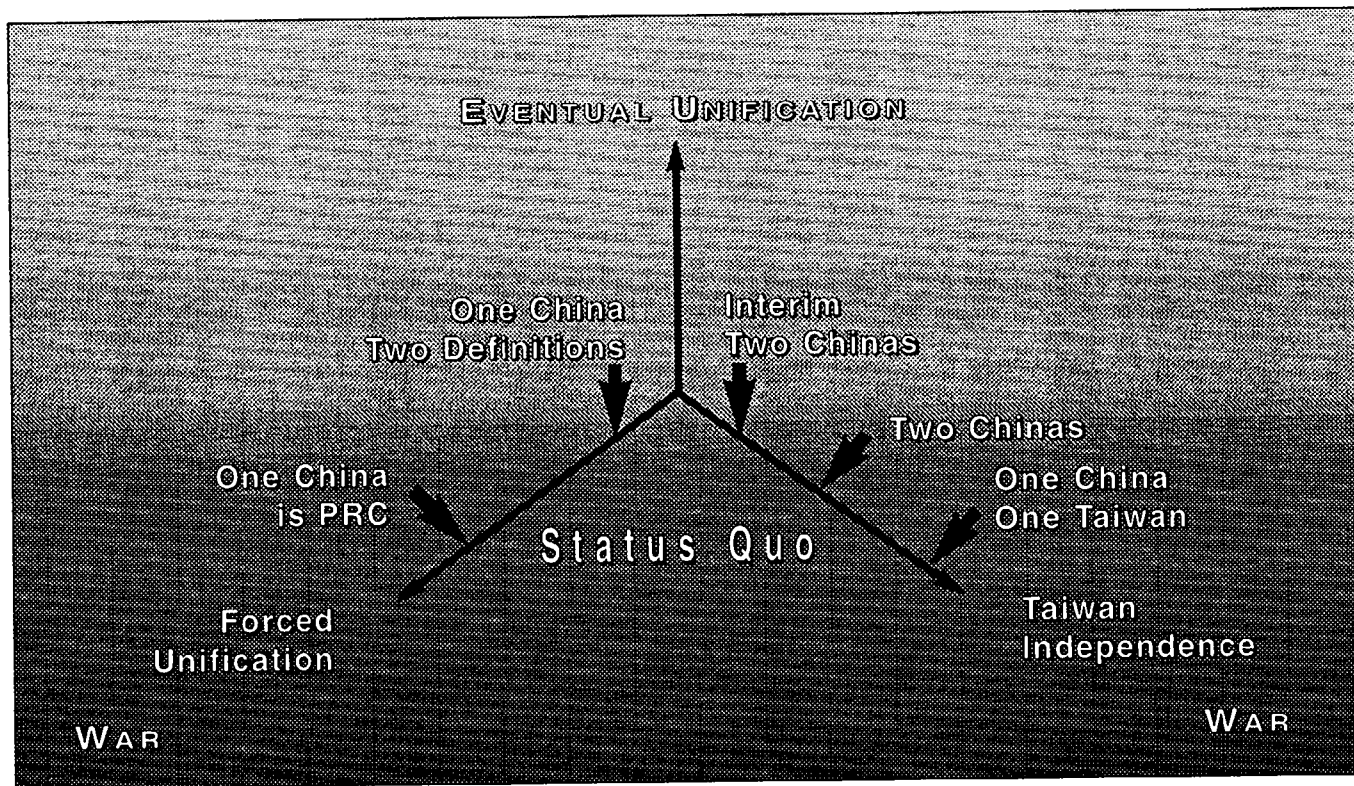 EVENTUAL UNIFICATION
One China
Two Definitions
Interim
Two Chinas
Two Chinas
One China
is PRC
One China
One Taiwan
Status Quo
Forced
Unification
Taiwan
Independence
WAR
WAR